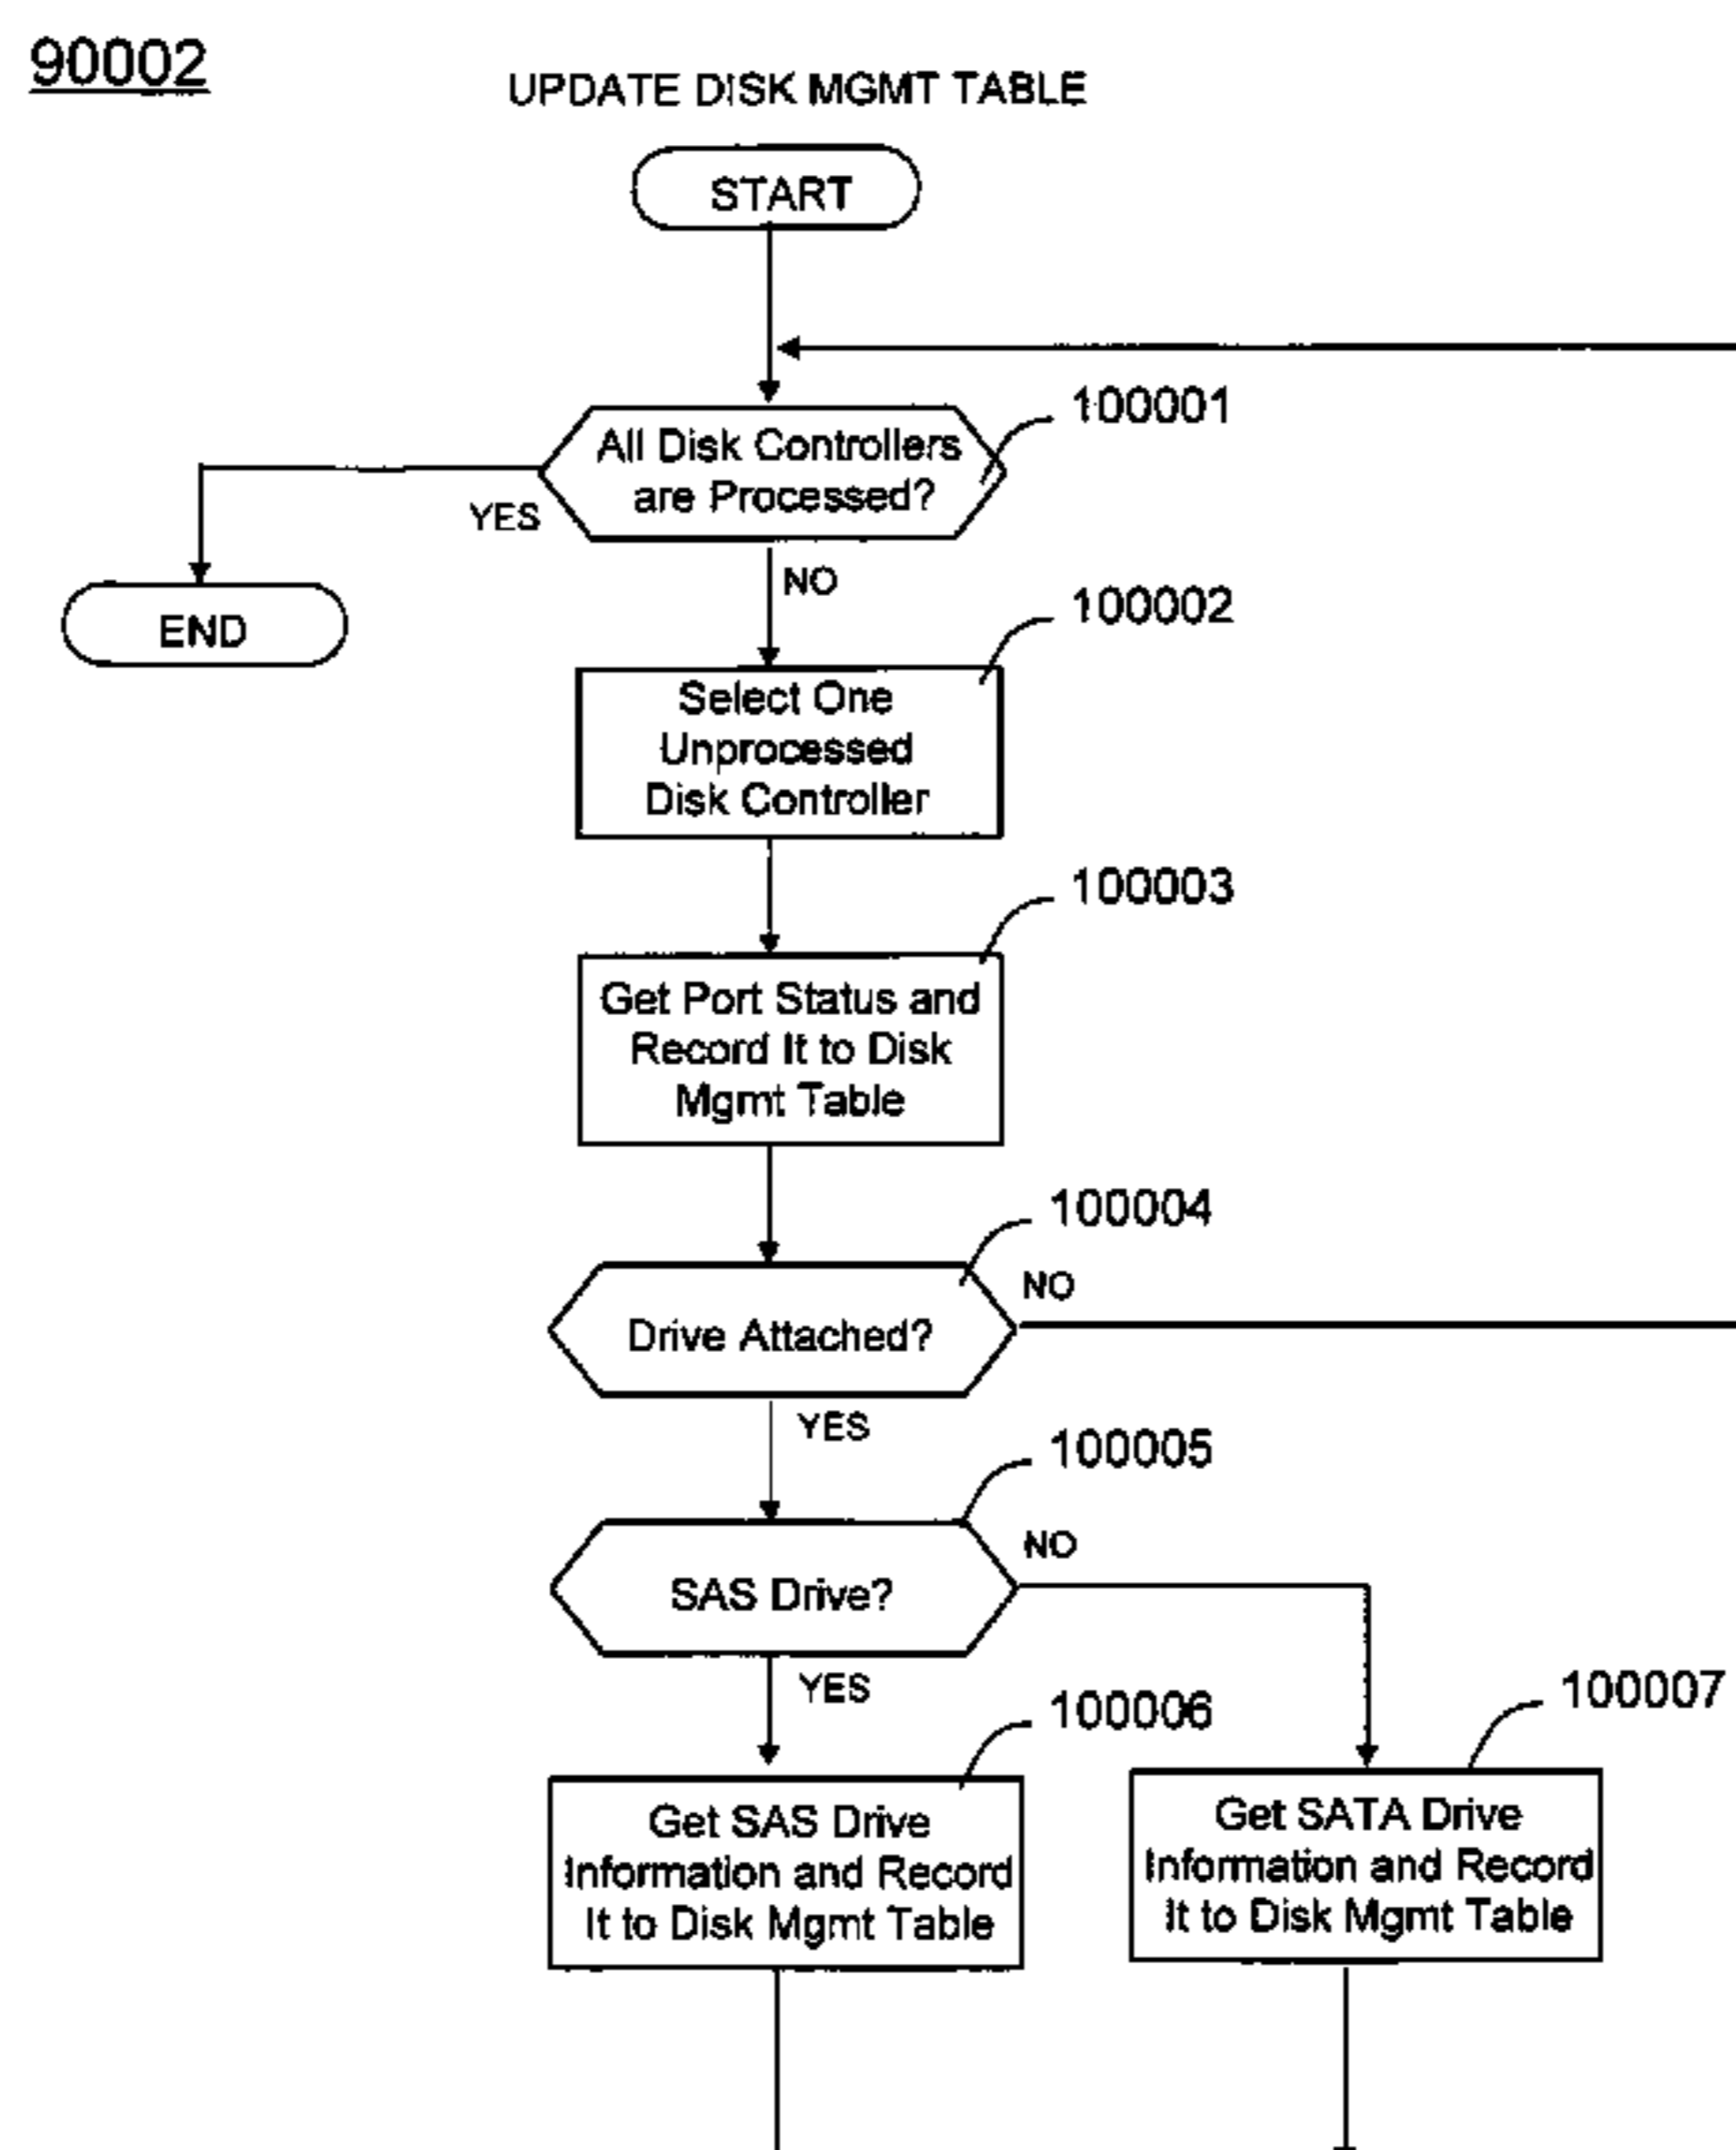 90002
UPDATE DISK MGMT TABLE
START
100001
All Disk Controllers
are Processed?
YES
NO
END
100002
Select One
Unprocessed
Disk Controller
100003
Get Port Status and
Record It to Disk
Mgmt Table
100004
NO
Drive Attached?
YES
100005
NO
SAS Drive?
YES
100006
100007
Get SAS Drive
Information and Record
It to Disk Mgmt Table
Get SATA Drive
Information and Record
It to Disk Mgmt Table